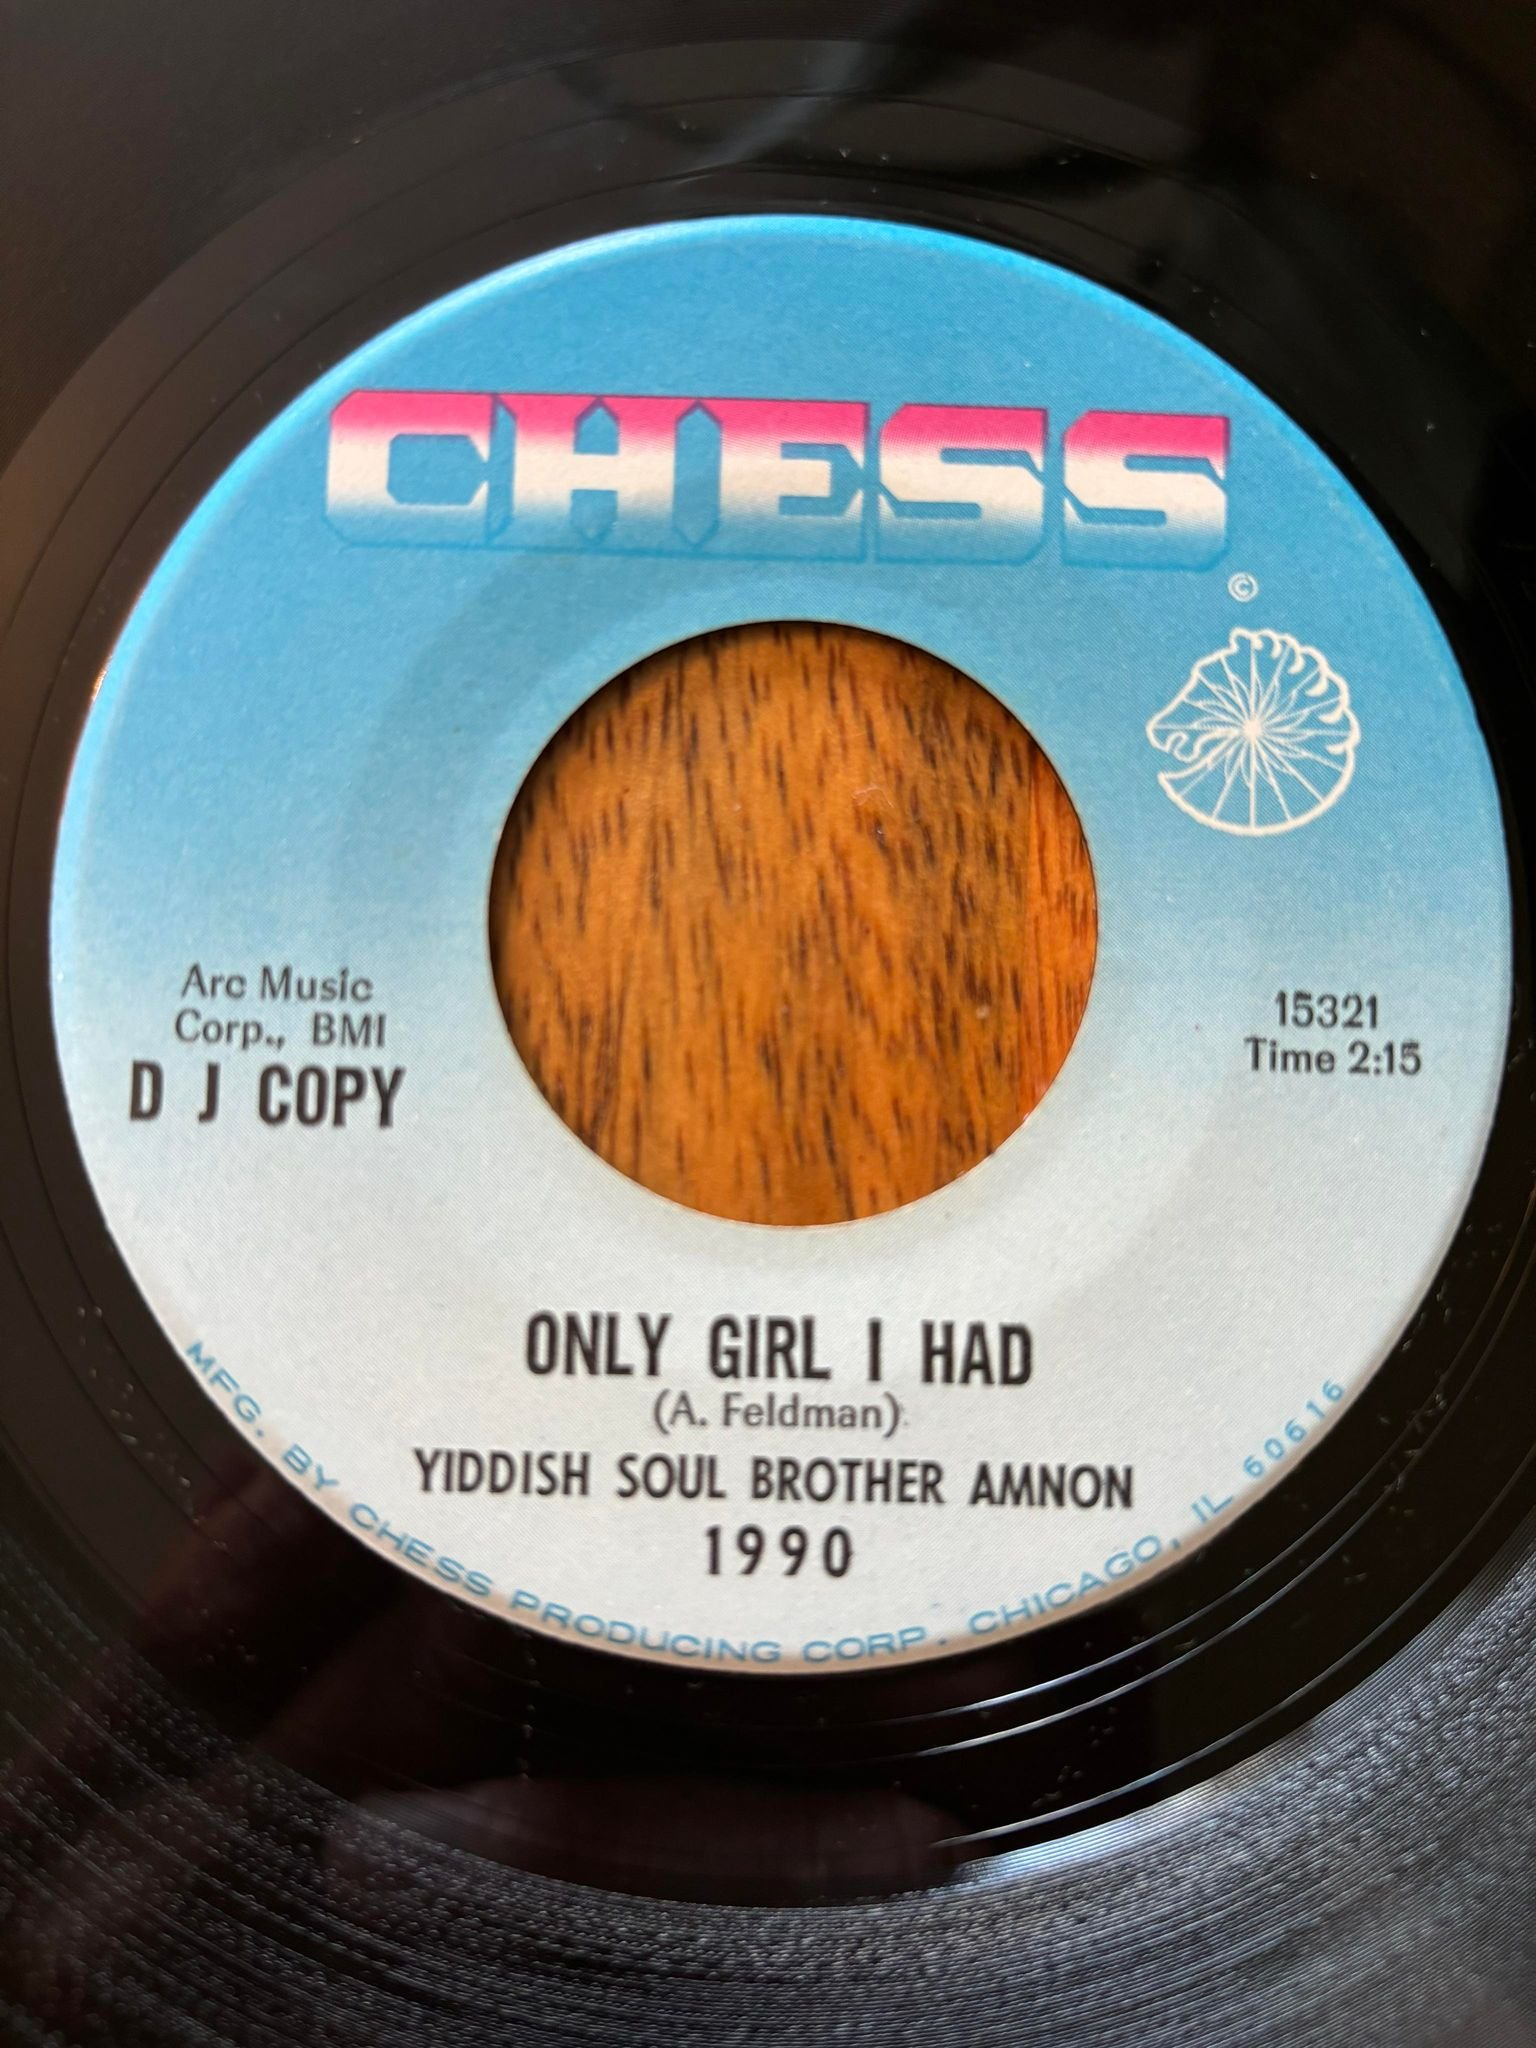 CHESS
©
Arc Music
Corp., BMI
D J COPY
15321
Time 2:15
ONLY GIRL I HAD
(A. Feldman)
YIDDISH SOUL BROTHER AMNON
1990
MFG. BY CHESS PRODUCING CORP. CHICAGO, IL 60616